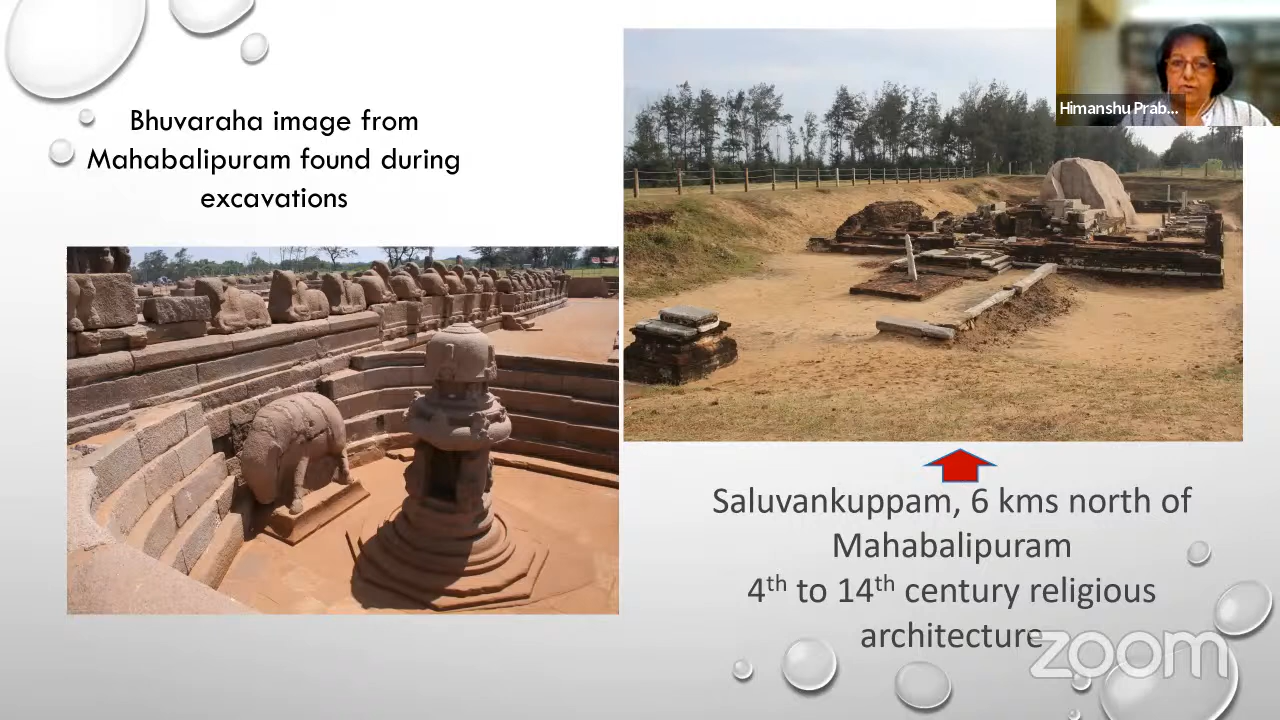 Bhuvaraha image from
Mahabalipuram found during
excavations
Himanshu Prab...
Saluvankuppam, 6 kms north of
Mahabalipuram
4th to 14th century religious
architecture
zoom